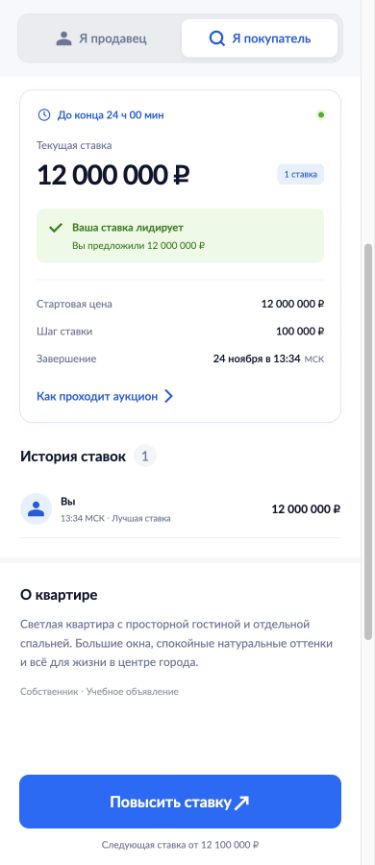 Я продавец
Я покупатель
До конца 24 ч 00 мин
Текущая ставка
12 000 000 ₽
1 ставка
Ваша ставка лидирует
Вы предложили 12 000 000 ₽
Стартовая цена 12 000 000 ₽
Шаг ставки 100 000 ₽
Завершение 24 ноября в 13:34 МСК
Как проходит аукцион
История ставок 1
Вы
13:34 МСК · Лучшая ставка
12 000 000 ₽
О квартире
Светлая квартира с просторной гостиной и отдельной
спальней. Большие окна, спокойные натуральные оттенки
и всё для жизни в центре города.
Собственник · Учебное объявление
Повысить ставку
Следующая ставка от 12 100 000 ₽